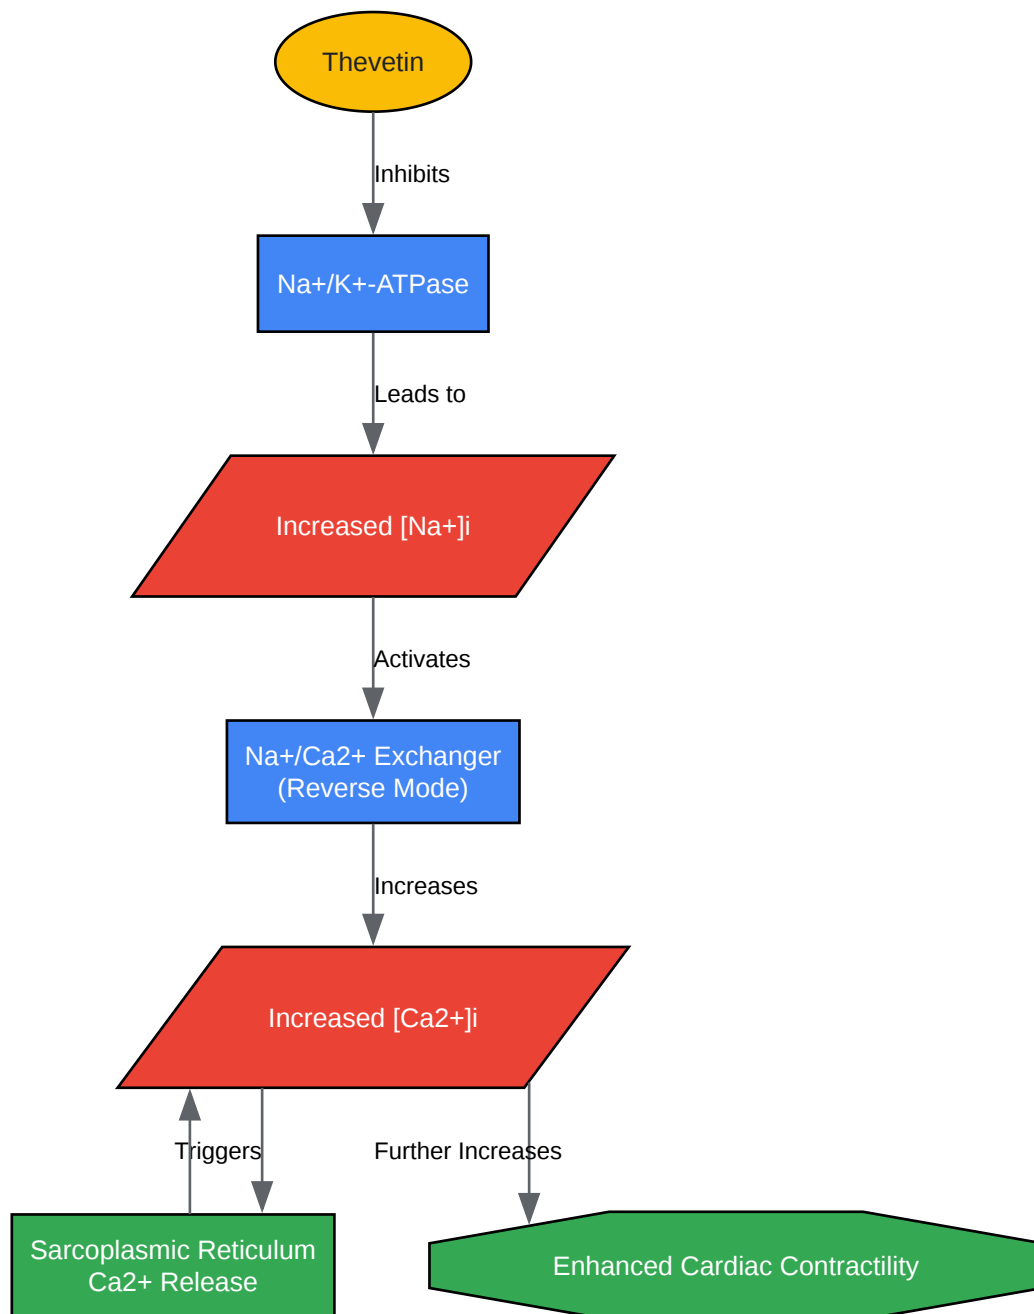 Thevetin
Inhibits
Na+/K+-ATPase
Leads to
Increased [Na+]i
Activates
Na+/Ca2+ Exchanger
(Reverse Mode)
Increases
Increased [Ca2+]i
Triggers
Further Increases
Sarcoplasmic Reticulum
Ca2+ Release
Enhanced Cardiac Contractility